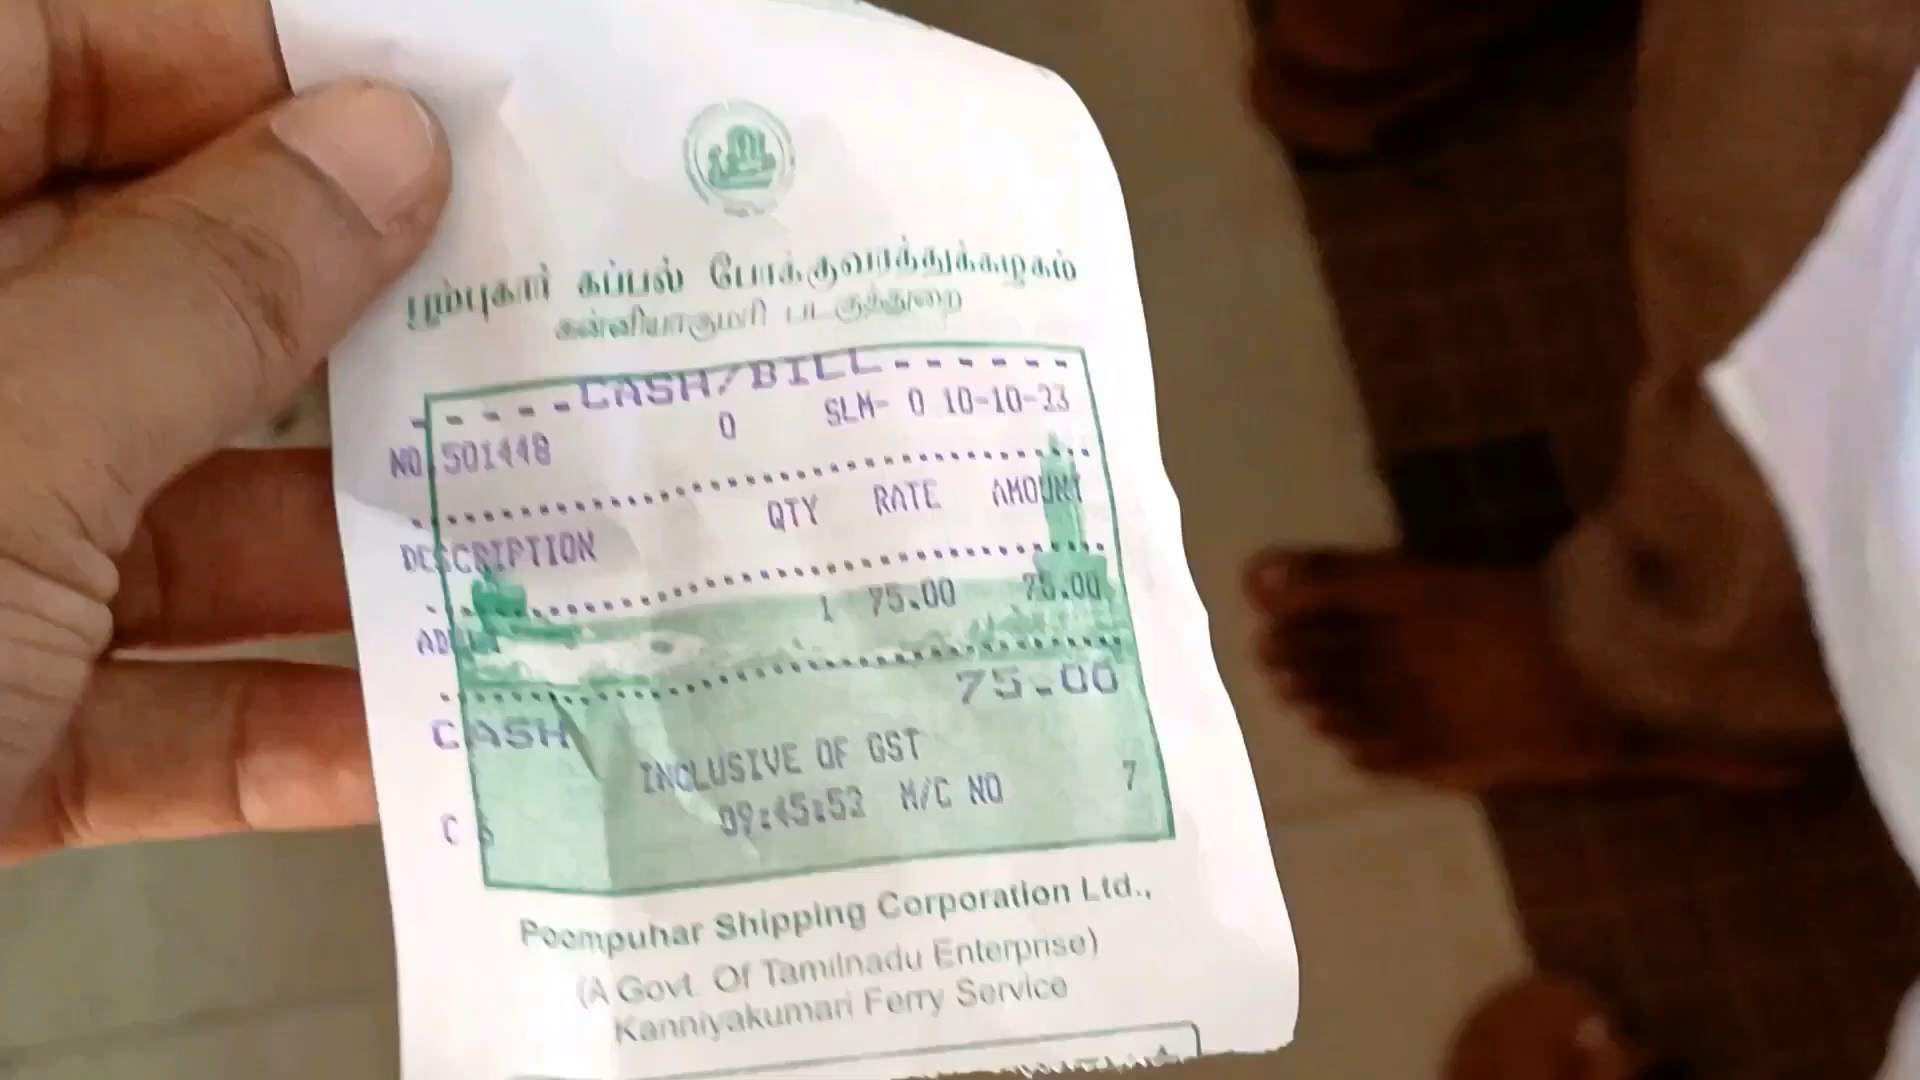 பூம்புகார் கப்பல் போக்குவரத்துக்கழகம்
கன்னியாகுமரி படகுத்துறை
CASH/BILL
NO 501448 0 SLM- 0 10-10-23
DESCRIPTION QTY RATE AMOUNT
ADULT 1 75.00 75.00
CASH 75.00
INCLUSIVE OF GST
C 09:45:52 M/C NO 7
Poompuhar Shipping Corporation Ltd.,
(A Govt. Of Tamilnadu Enterprise)
Kanniyakumari Ferry Service